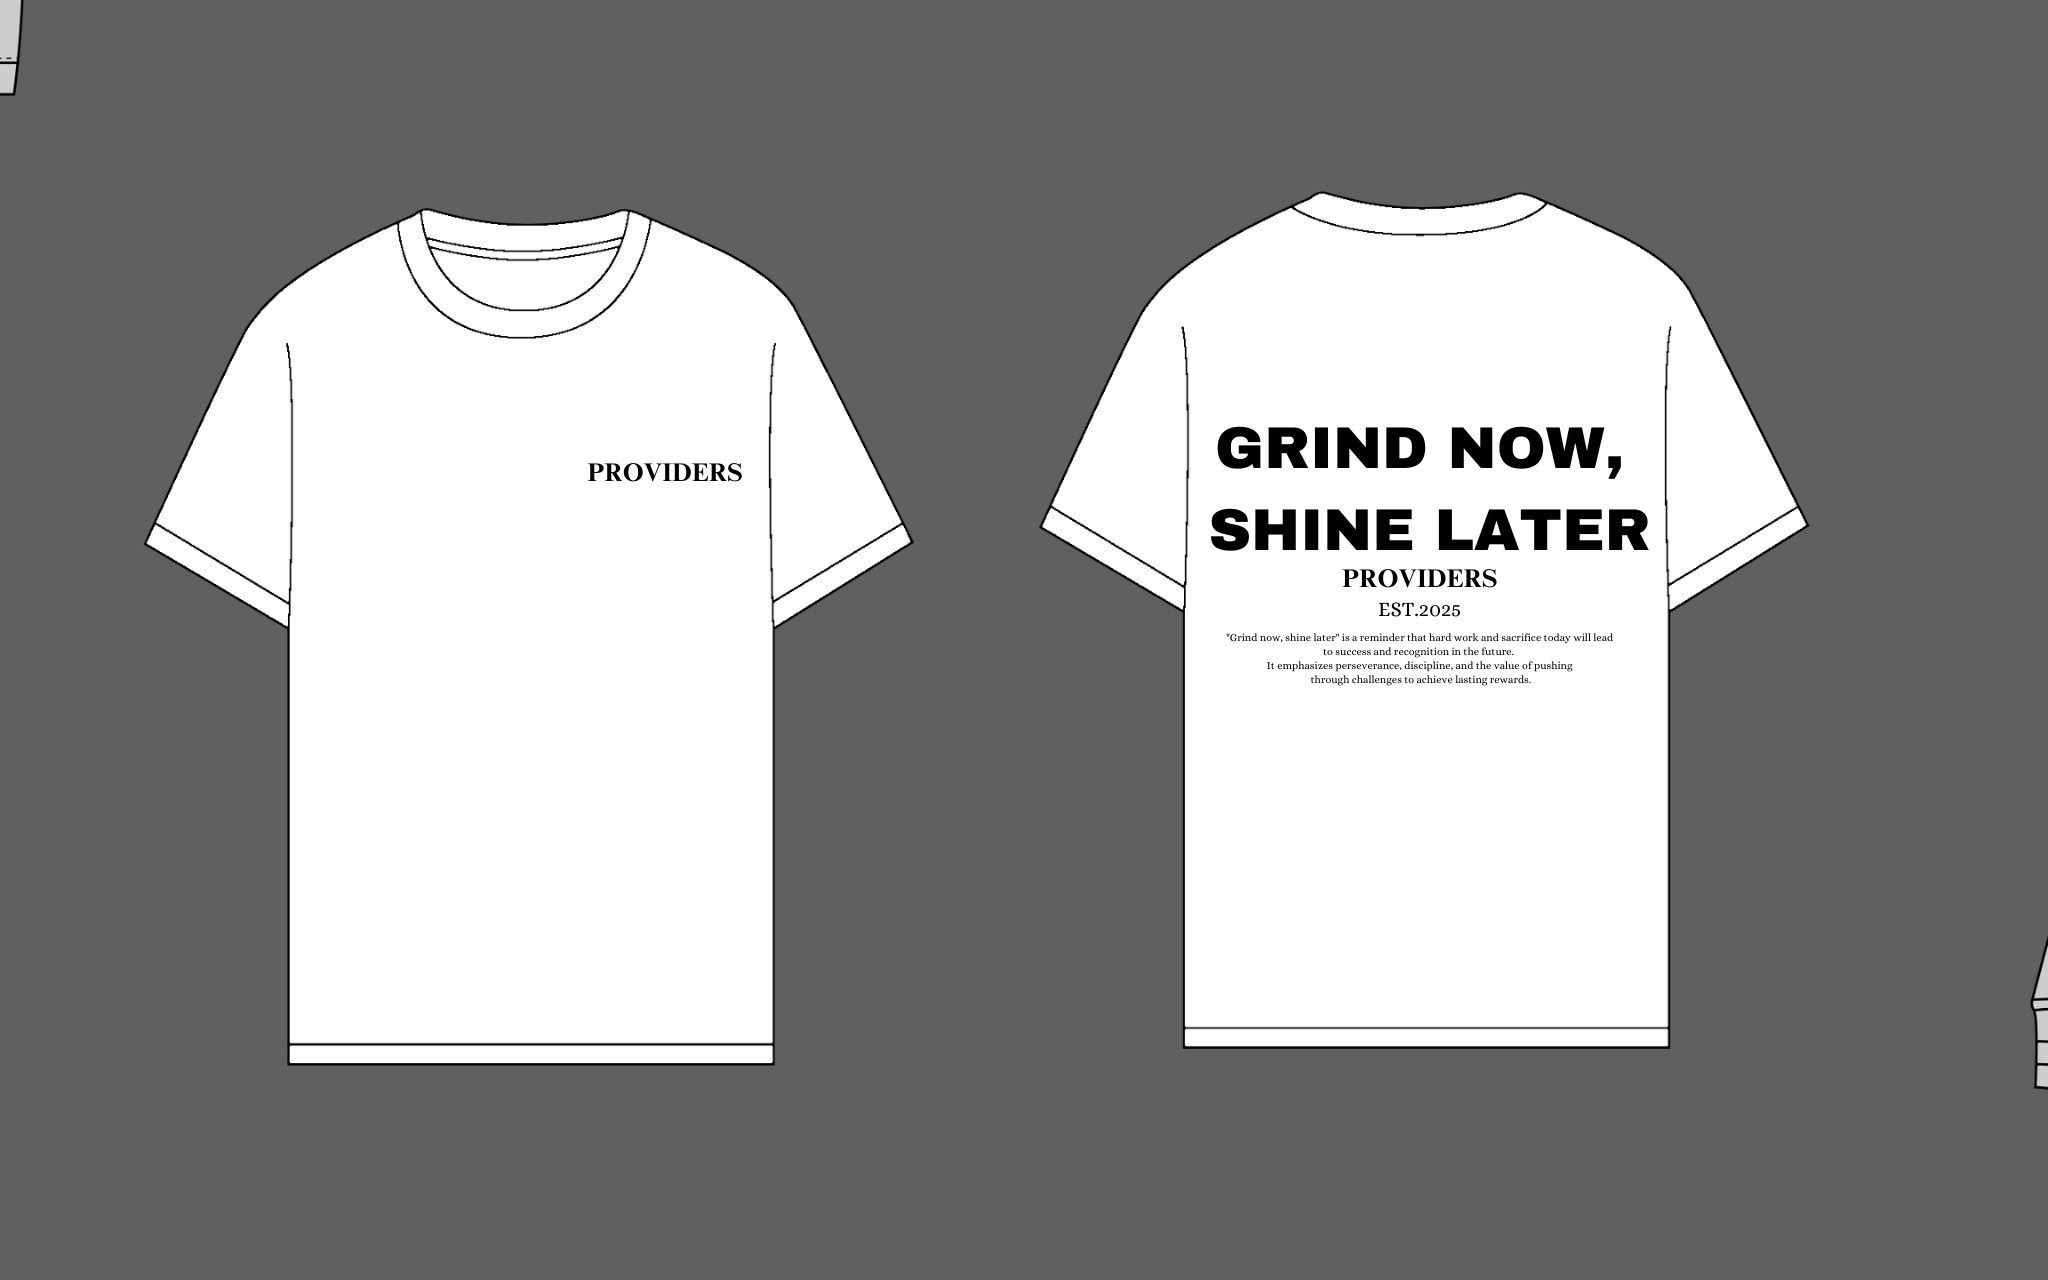 PROVIDERS
GRIND NOW,
SHINE LATER
PROVIDERS
EST.2025
"Grind now, shine later" is a reminder that hard work and sacrifice today will lead
to success and recognition in the future.
It emphasizes perseverance, discipline, and the value of pushing
through challenges to achieve lasting rewards.